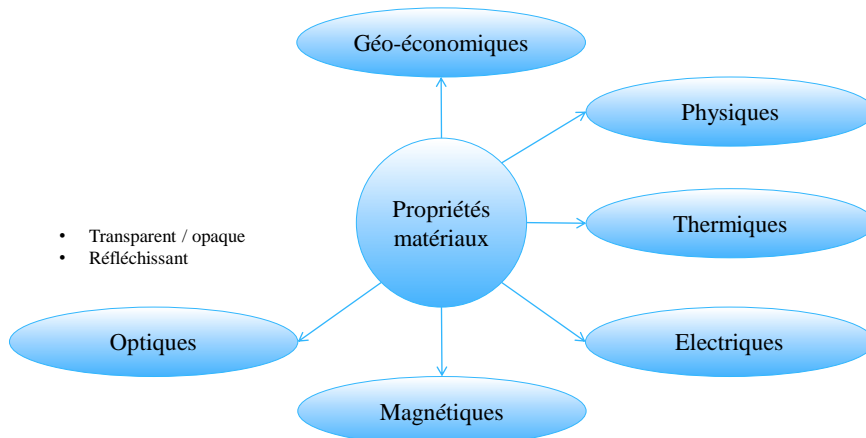 Géo-économiques
Physiques
Propriétés
matériaux
Thermiques
• Transparent / opaque
• Réfléchissant
Optiques
Electriques
Magnétiques